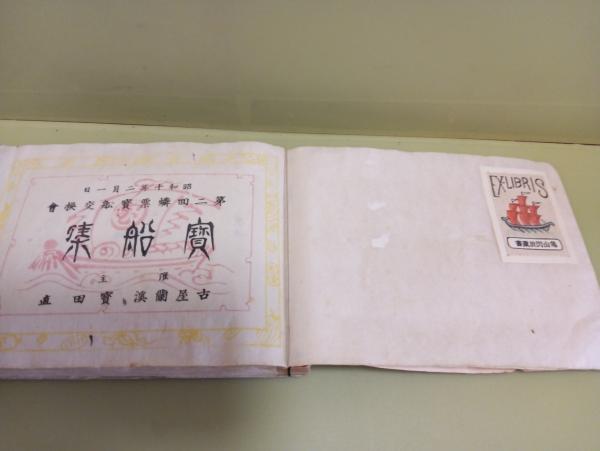 昭和十年二月一日
第二回燐票寶船交換會
寶船集
催主
古屋蘭溪 寶田直
EX-LIBRIS